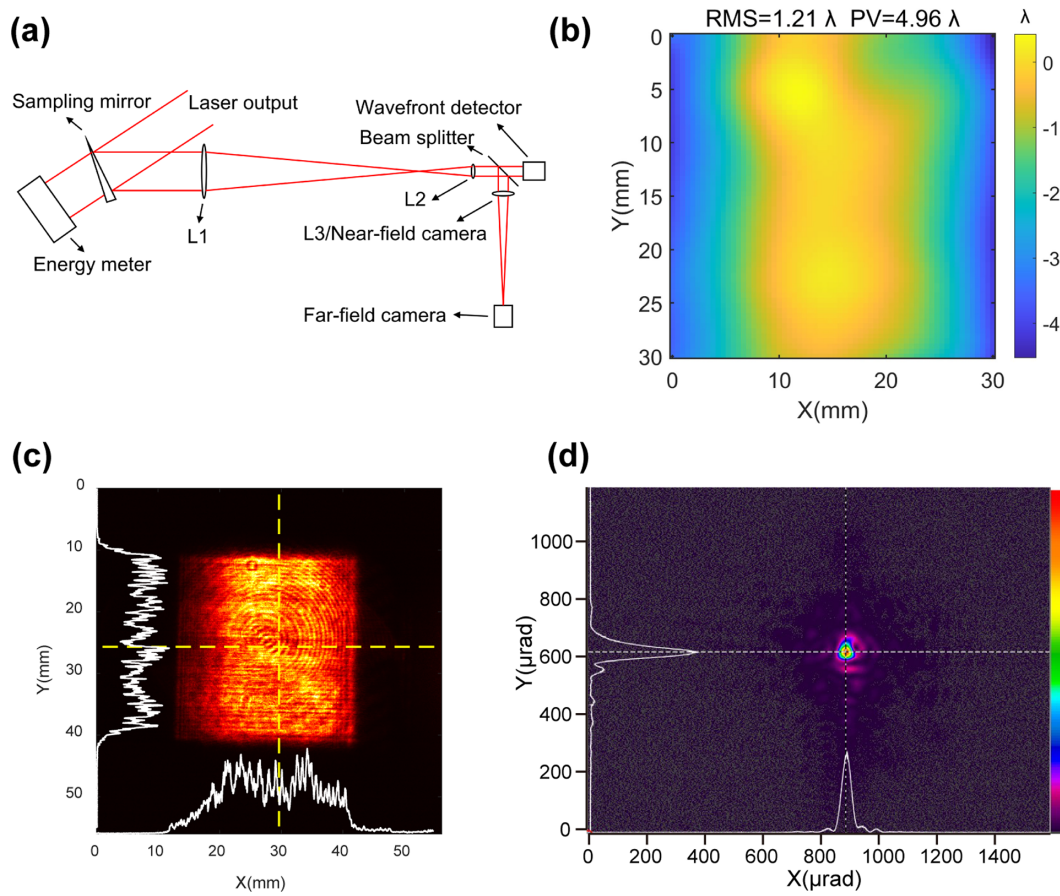 (a)
Sampling mirror
Laser output
Wavefront detector
Beam splitter
L2
L1
L3/Near-field camera
Energy meter
Far-field camera
(b)
RMS=1.21 λ PV=4.96 λ
λ
0
5
10
15
20
25
30
Y(mm)
0
10
20
30
X(mm)
0
-1
-2
-3
-4
(c)
0
10
20
30
40
50
Y(mm)
0
10
20
30
40
50
X(mm)
(d)
1000
800
600
400
200
0
Y(μrad)
0
200
400
600
800
1000
1200
1400
X(μrad)